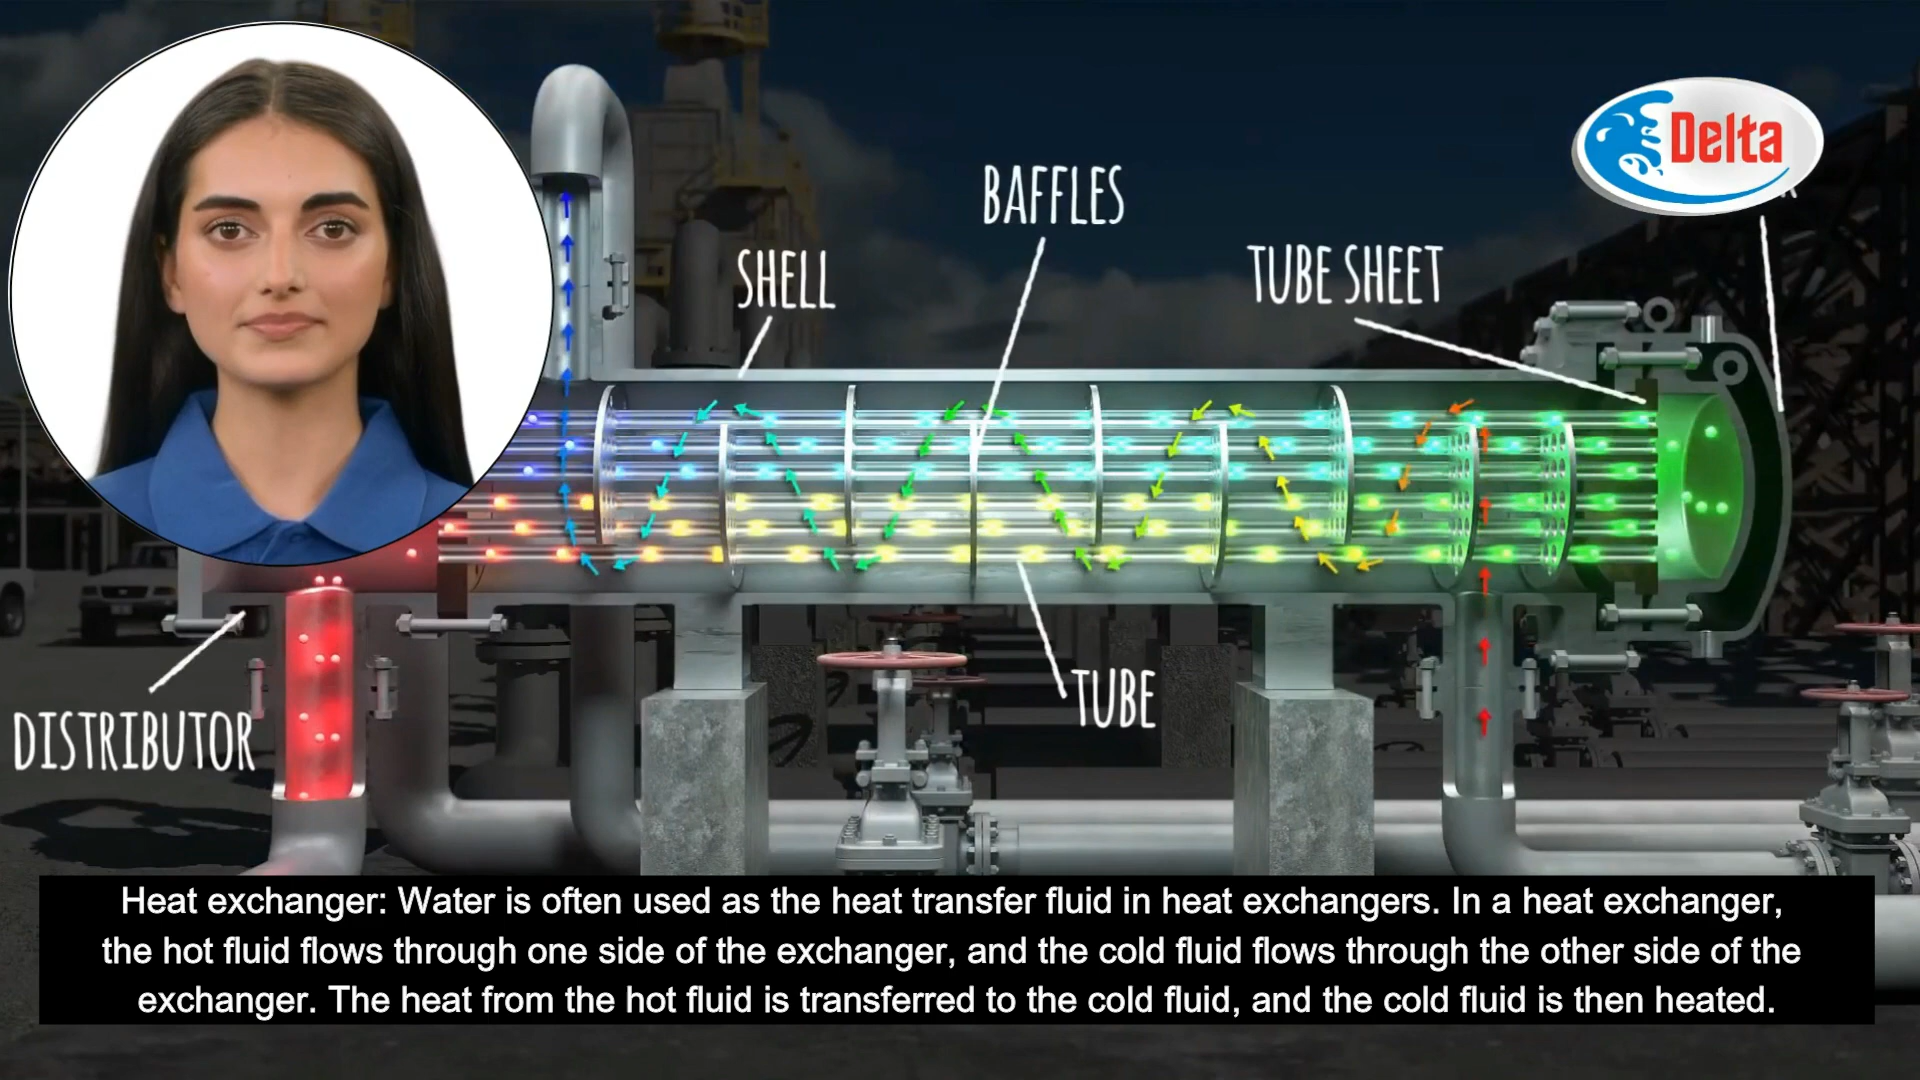 Delta
BAFFLES
SHELL
TUBE SHEET
TUBE
DISTRIBUTOR
Heat exchanger: Water is often used as the heat transfer fluid in heat exchangers. In a heat exchanger,
the hot fluid flows through one side of the exchanger, and the cold fluid flows through the other side of the
exchanger. The heat from the hot fluid is transferred to the cold fluid, and the cold fluid is then heated.